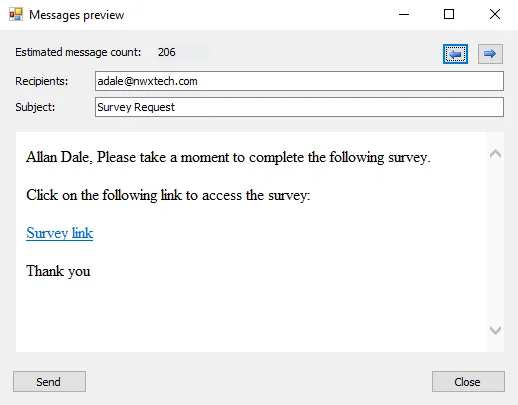 Messages preview
Estimated message count: 206
Recipients: adale@nwxtech.com
Subject: Survey Request
Allan Dale, Please take a moment to complete the following survey.
Click on the following link to access the survey:
Survey link
Thank you
Send Close